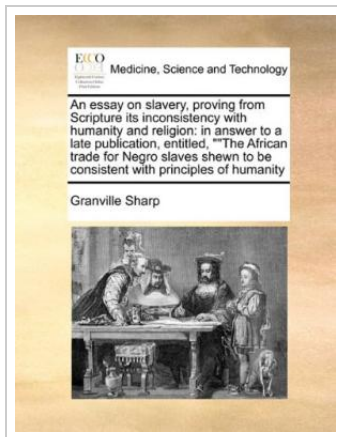 ECCO
Medicine, Science and Technology
An essay on slavery, proving from
Scripture its inconsistency with
humanity and religion: in answer to a
late publication, entitled, ""The African
trade for Negro slaves shewn to be
consistent with principles of humanity
Granville Sharp